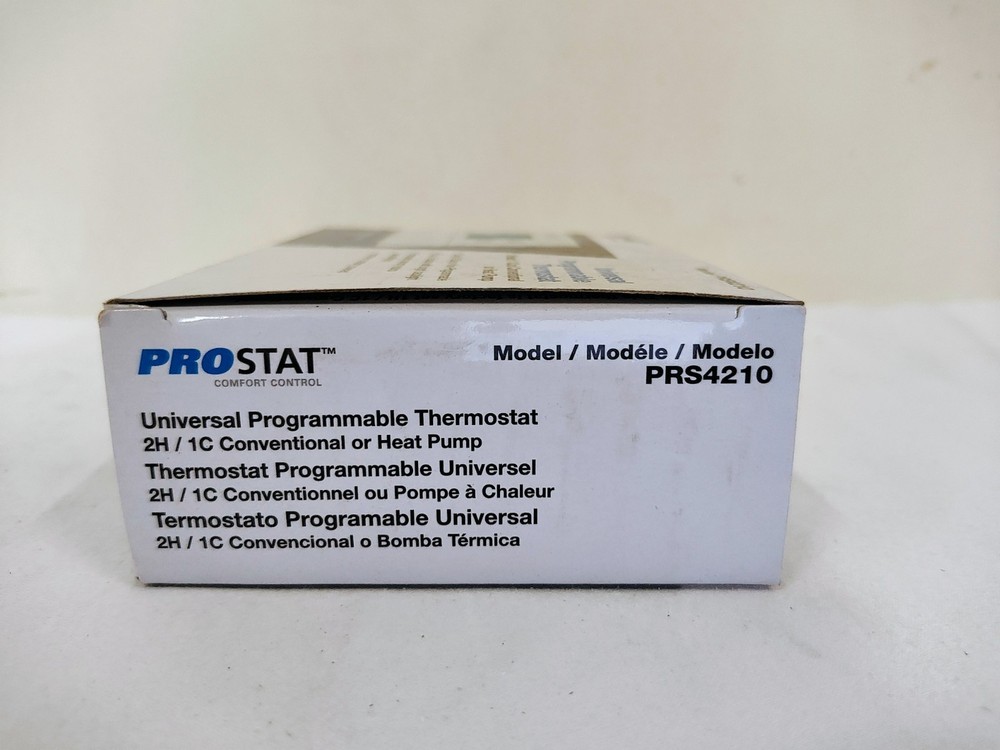 PROSTAT™
COMFORT CONTROL
Model / Modéle / Modelo
PRS4210
Universal Programmable Thermostat
2H / 1C Conventional or Heat Pump
Thermostat Programmable Universel
2H / 1C Conventionnel ou Pompe à Chaleur
Termostato Programable Universal
2H / 1C Convencional o Bomba Térmica